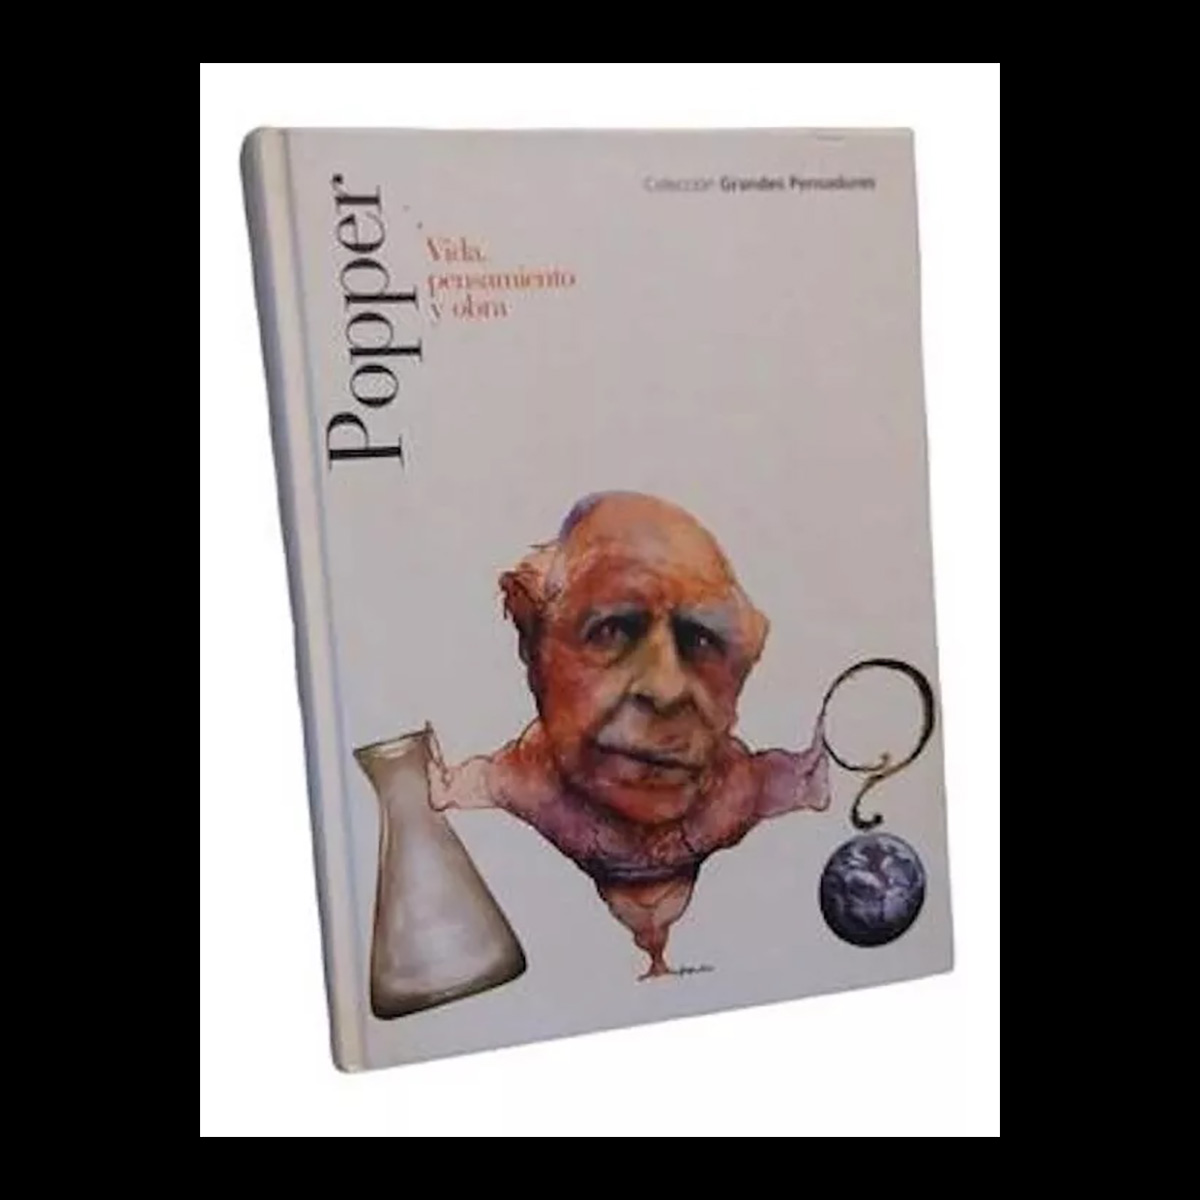 Colección Grandes Pensadores
Popper
Vida,
pensamiento
y obra